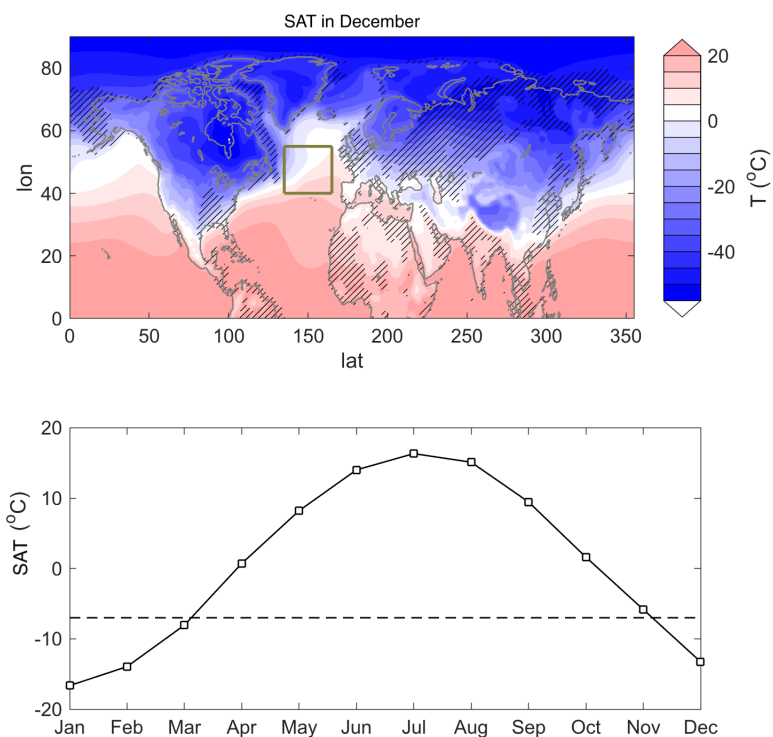 SAT in December
80
60
40
20
0
lon
0 50 100 150 200 250 300 350
lat
20
0
-20
-40
T (°C)
20
10
0
-10
-20
SAT (°C)
Jan Feb Mar Apr May Jun Jul Aug Sep Oct Nov Dec